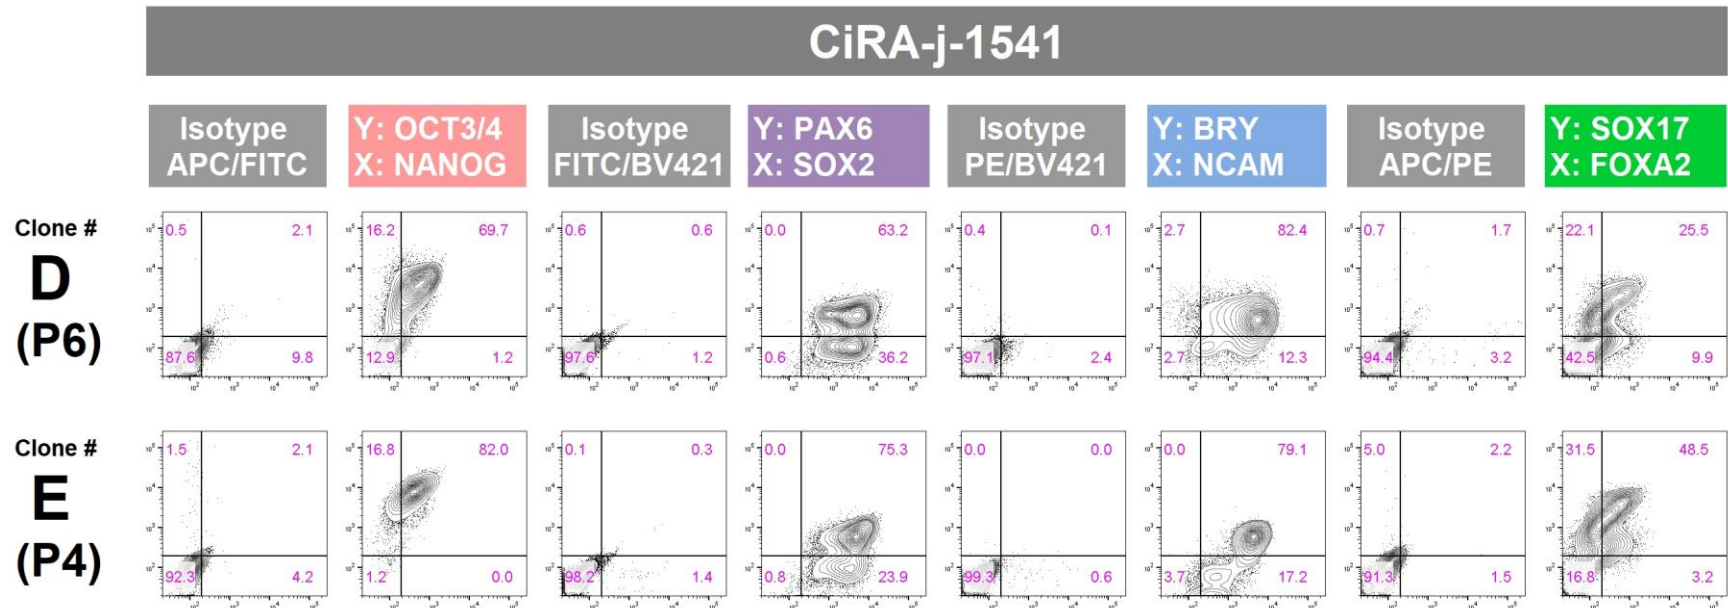 CiRA-j-1541
Isotype APC/FITC
Y: OCT3/4 X: NANOG
Isotype FITC/BV421
Y: PAX6 X: SOX2
Isotype PE/BV421
Y: BRY X: NCAM
Isotype APC/PE
Y: SOX17 X: FOXA2
Clone #
D
(P6)
0.5 2.1 16.2 69.7 0.6 0.6 0.0 63.2 0.4 0.1 2.7 82.4 0.7 1.7 22.1 25.5
87.6 9.8 12.9 1.2 97.6 1.2 0.6 36.2 97.1 2.4 2.7 12.3 94.4 3.2 42.5 9.9
Clone #
E
(P4)
1.5 2.1 16.8 82.0 0.1 0.3 0.0 75.3 0.0 0.0 0.0 79.1 5.0 2.2 31.5 48.5
92.3 4.2 1.2 0.0 98.2 1.4 0.8 23.9 99.3 0.6 3.7 17.2 91.3 1.5 16.8 3.2